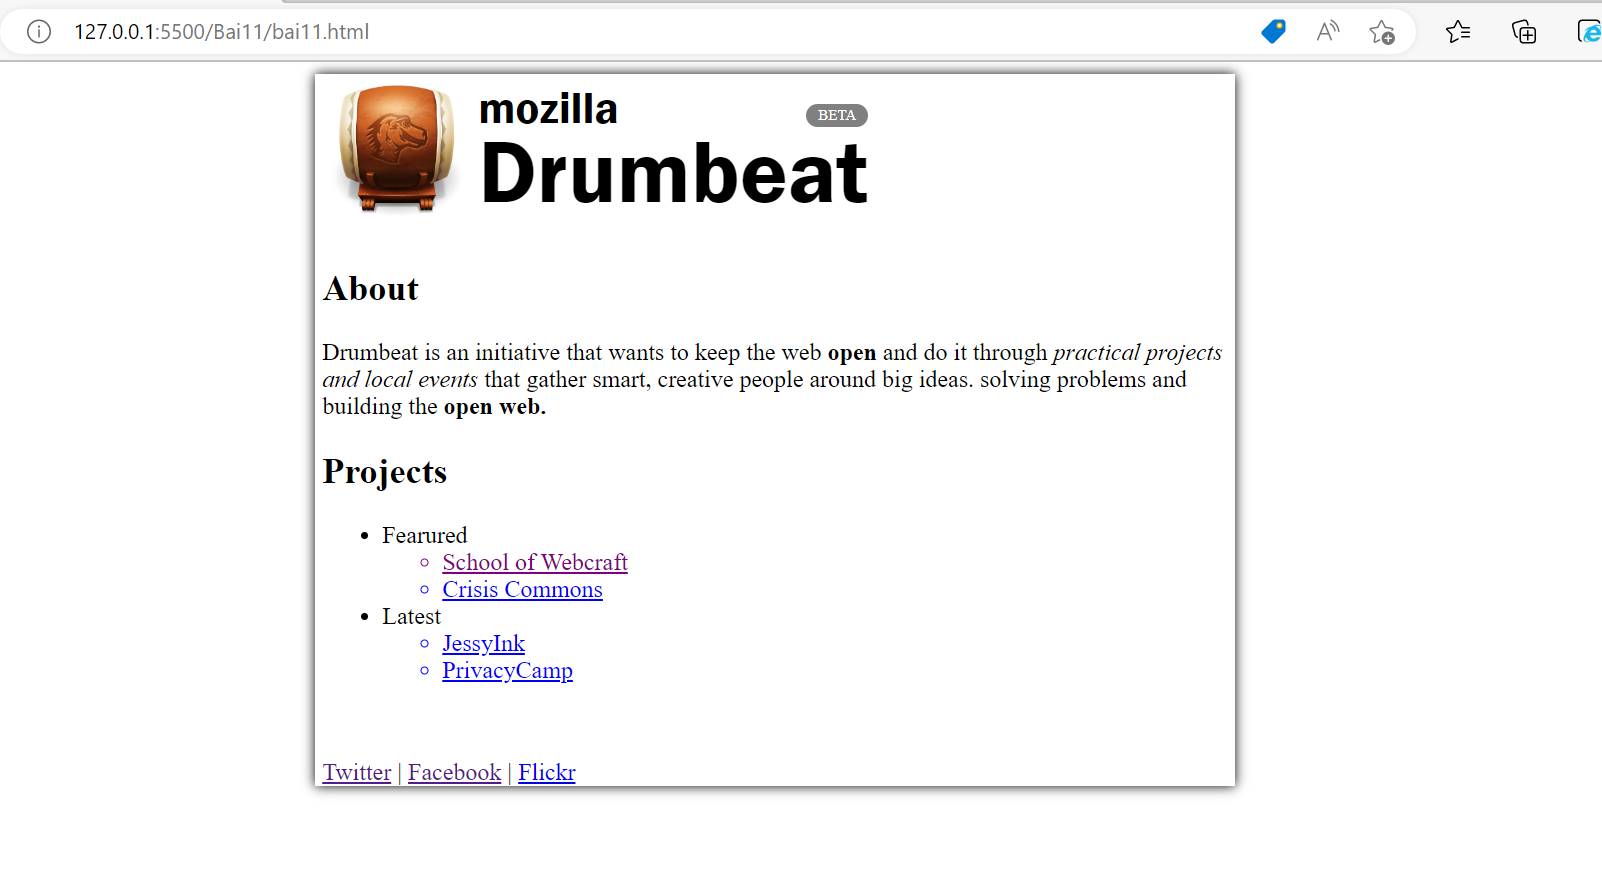 127.0.0.1:5500/Bai11/bai11.html
mozilla
BETA
Drumbeat
About
Drumbeat is an initiative that wants to keep the web open and do it through practical projects
and local events that gather smart, creative people around big ideas. solving problems and
building the open web.
Projects
Fearured
School of Webcraft
Crisis Commons
Latest
JessyInk
PrivacyCamp
Twitter | Facebook | Flickr